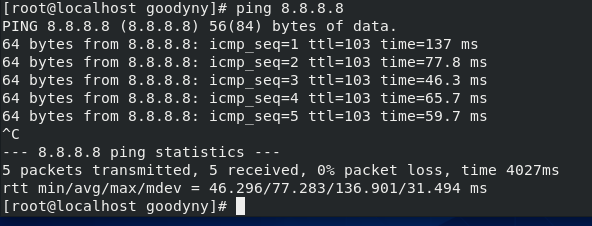 [root@localhost goodyny]# ping 8.8.8.8
PING 8.8.8.8 (8.8.8.8) 56(84) bytes of data.
64 bytes from 8.8.8.8: icmp_seq=1 ttl=103 time=137 ms
64 bytes from 8.8.8.8: icmp_seq=2 ttl=103 time=77.8 ms
64 bytes from 8.8.8.8: icmp_seq=3 ttl=103 time=46.3 ms
64 bytes from 8.8.8.8: icmp_seq=4 ttl=103 time=65.7 ms
64 bytes from 8.8.8.8: icmp_seq=5 ttl=103 time=59.7 ms
^C
--- 8.8.8.8 ping statistics ---
5 packets transmitted, 5 received, 0% packet loss, time 4027ms
rtt min/avg/max/mdev = 46.296/77.283/136.901/31.494 ms
[root@localhost goodyny]#